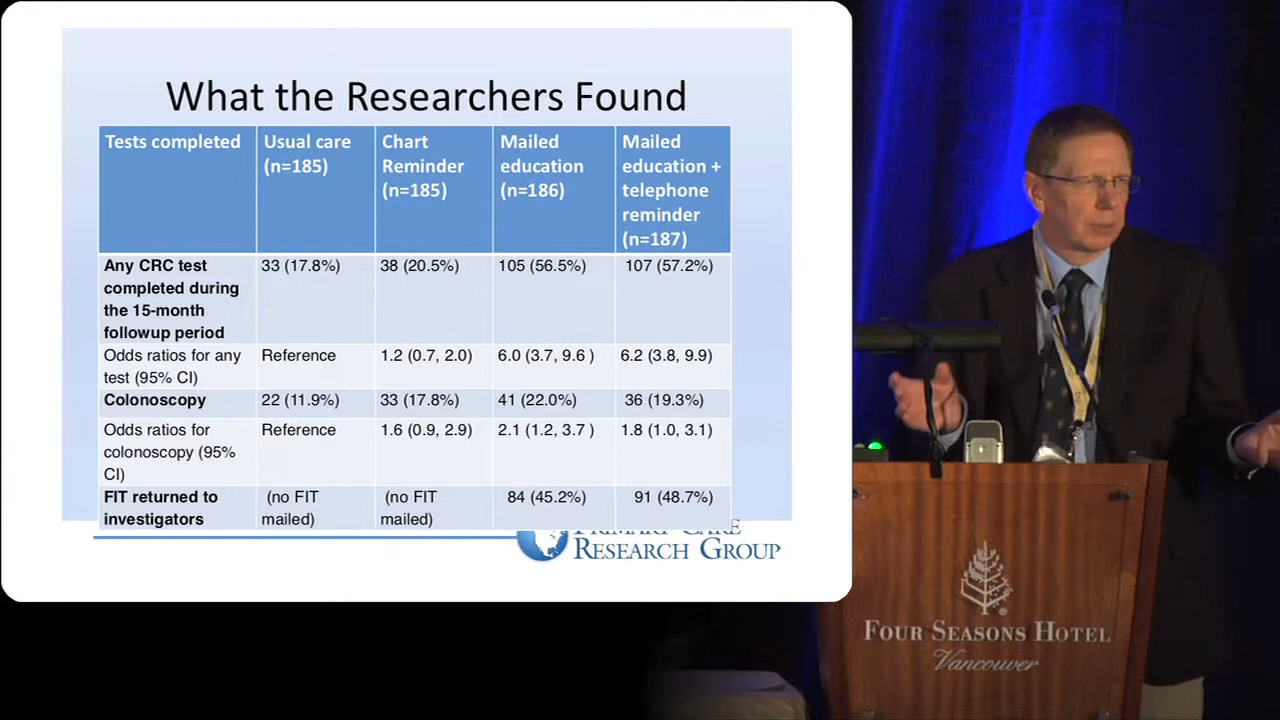 What the Researchers Found
Tests completed
Usual care
(n=185)
Chart
Reminder
(n=185)
Mailed
education
(n=186)
Mailed
education +
telephone
reminder
(n=187)
Any CRC test
completed during
the 15-month
followup period
33 (17.8%)
38 (20.5%)
105 (56.5%)
107 (57.2%)
Odds ratios for any
test (95% CI)
Reference
1.2 (0.7, 2.0)
6.0 (3.7, 9.6 )
6.2 (3.8, 9.9)
Colonoscopy
22 (11.9%)
33 (17.8%)
41 (22.0%)
36 (19.3%)
Odds ratios for
colonoscopy (95%
CI)
Reference
1.6 (0.9, 2.9)
2.1 (1.2, 3.7 )
1.8 (1.0, 3.1)
FIT returned to
investigators
(no FIT
mailed)
(no FIT
mailed)
84 (45.2%)
91 (48.7%)
PRIMARY CARE
RESEARCH GROUP
FOUR SEASONS HOTEL
Vancouver